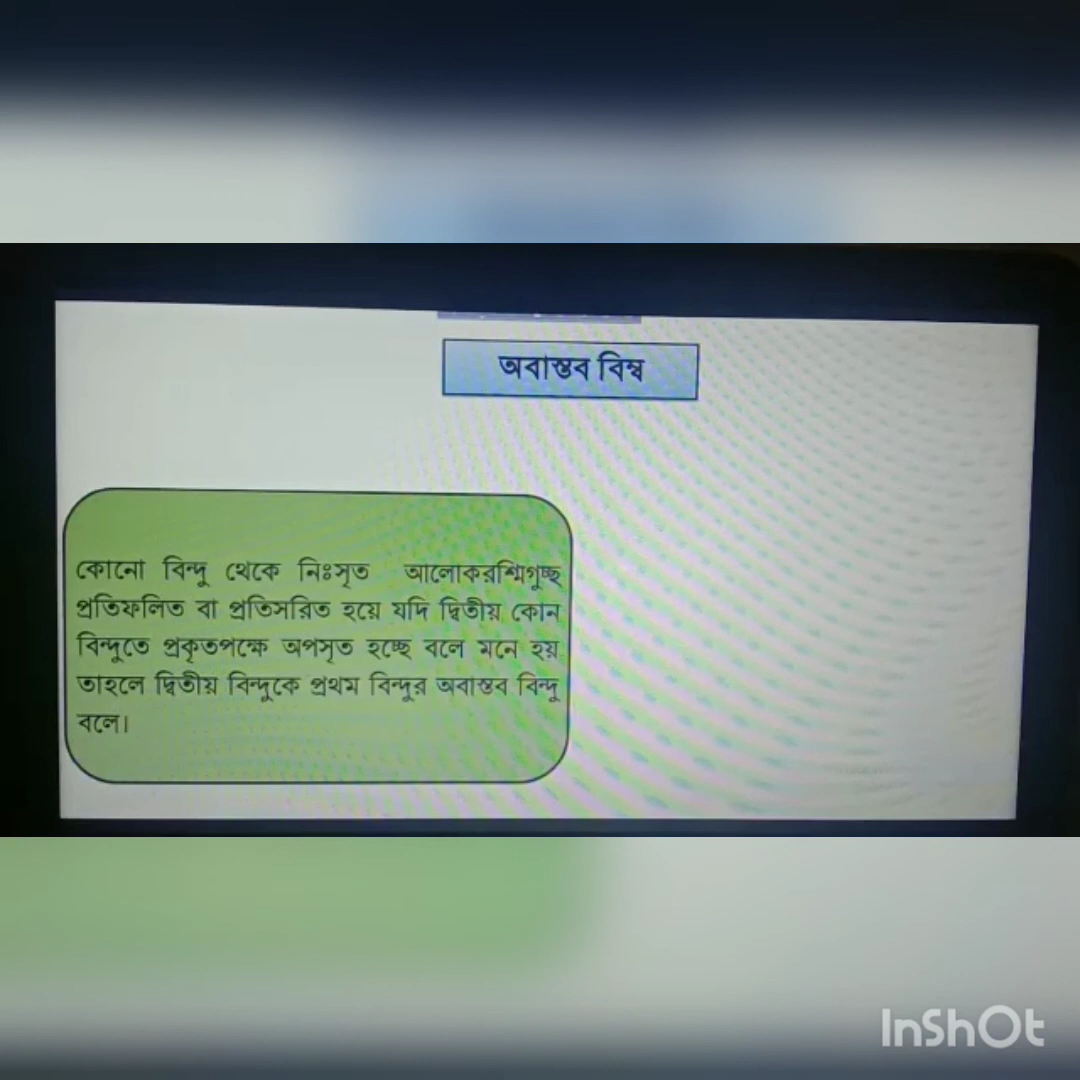 অবাস্তব বিম্ব
কোনো বিন্দু থেকে নিঃসৃত আলোকরশ্মিগুচ্ছ
প্রতিফলিত বা প্রতিসরিত হয়ে যদি দ্বিতীয় কোন
বিন্দুতে প্রকৃতপক্ষে অপসৃত হচ্ছে বলে মনে হয়
তাহলে দ্বিতীয় বিন্দুকে প্রথম বিন্দুর অবাস্তব বিন্দু
বলে।
InShOt